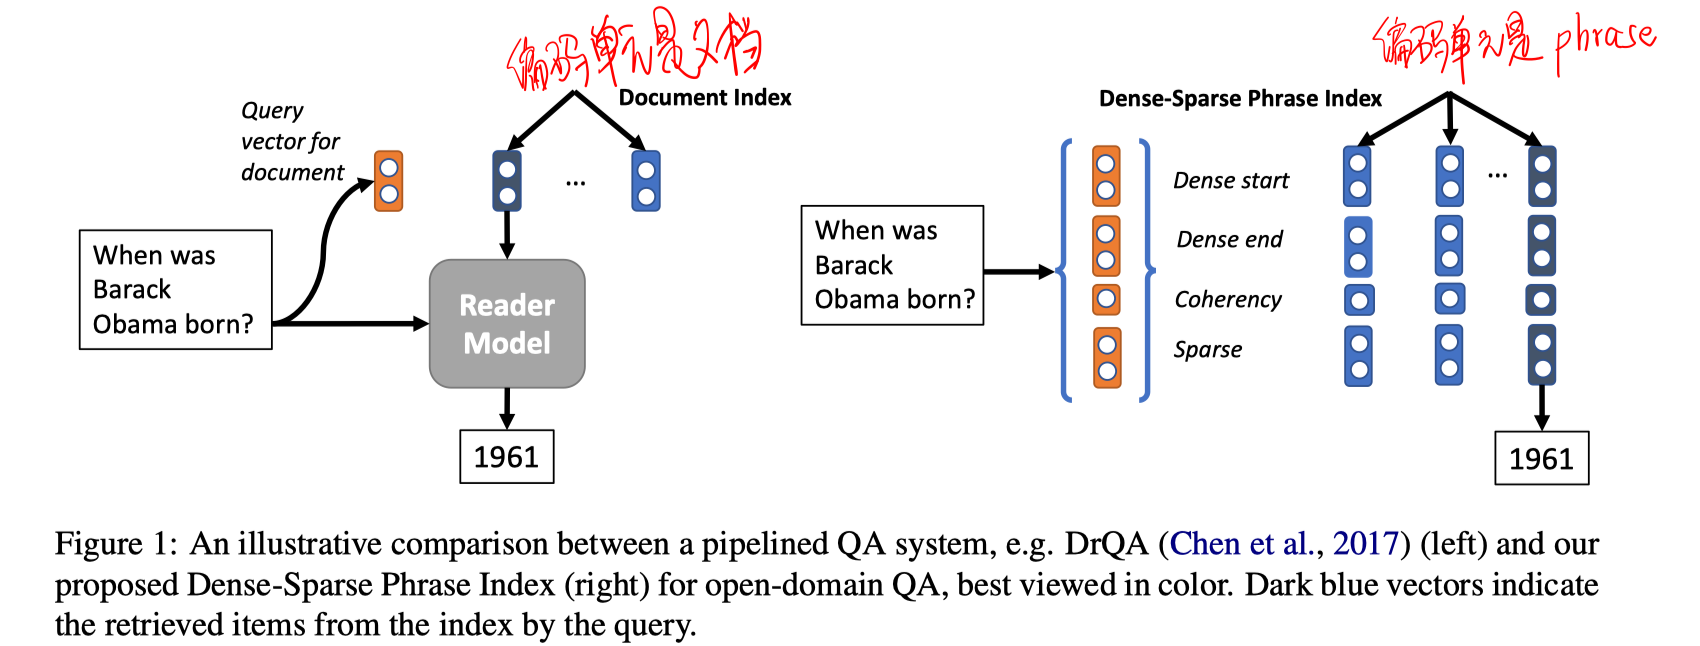 编码单元是文档
Document Index
Query
vector for
document
...
When was
Barack
Obama born?
Reader
Model
1961
编码单元是 phrase
Dense-Sparse Phrase Index
...
When was
Barack
Obama born?
Dense start
Dense end
Coherency
Sparse
1961
Figure 1: An illustrative comparison between a pipelined QA system, e.g. DrQA (Chen et al., 2017) (left) and our
proposed Dense-Sparse Phrase Index (right) for open-domain QA, best viewed in color. Dark blue vectors indicate
the retrieved items from the index by the query.